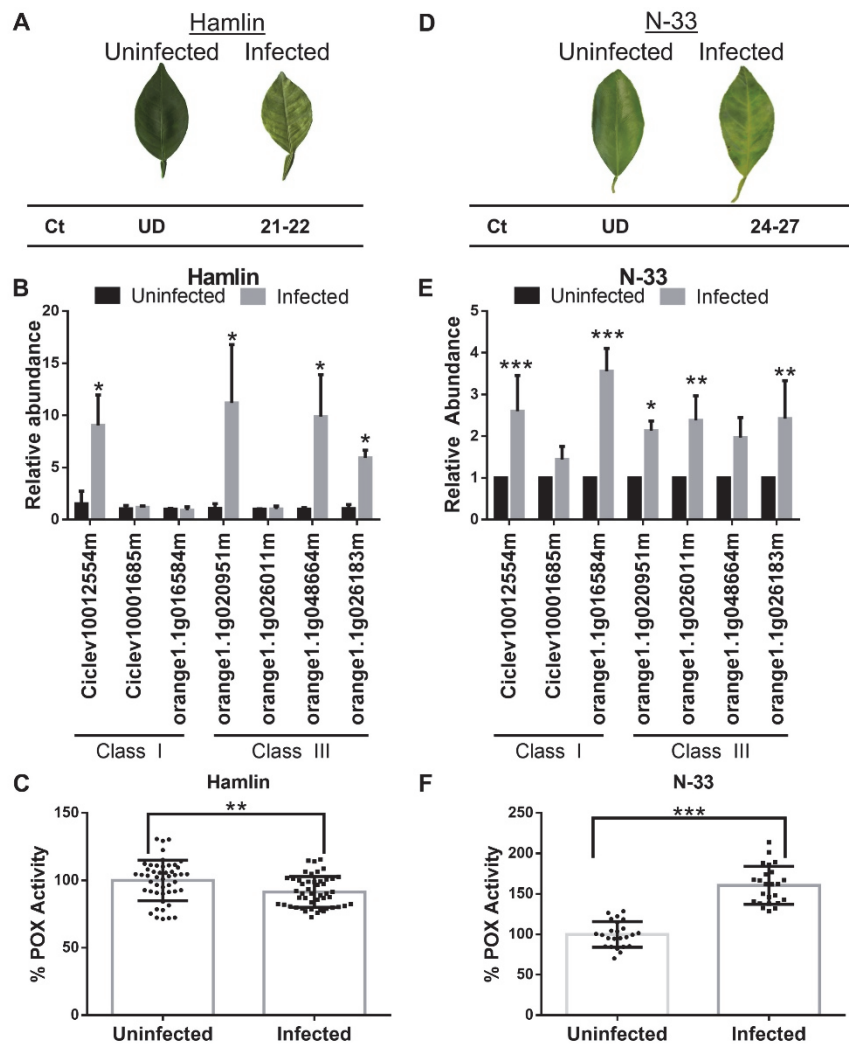 A
Hamlin
Uninfected Infected
Ct UD 21-22
B
Hamlin
Uninfected Infected
Relative abundance
20
15
10
5
0
*
*
*
*
Ciclev10012554m
Ciclev10001685m
orange1.1g016584m
orange1.1g020951m
orange1.1g026011m
orange1.1g048664m
orange1.1g026183m
Class I Class III
C
Hamlin
**
% POX Activity
150
100
50
0
Uninfected Infected
D
N-33
Uninfected Infected
Ct UD 24-27
E
N-33
Uninfected Infected
Relative Abundance
5
4
3
2
1
0
***
***
*
**
**
Ciclev10012554m
Ciclev10001685m
orange1.1g016584m
orange1.1g020951m
orange1.1g026011m
orange1.1g048664m
orange1.1g026183m
Class I Class III
F
N-33
***
% POX Activity
250
200
150
100
50
0
Uninfected Infected